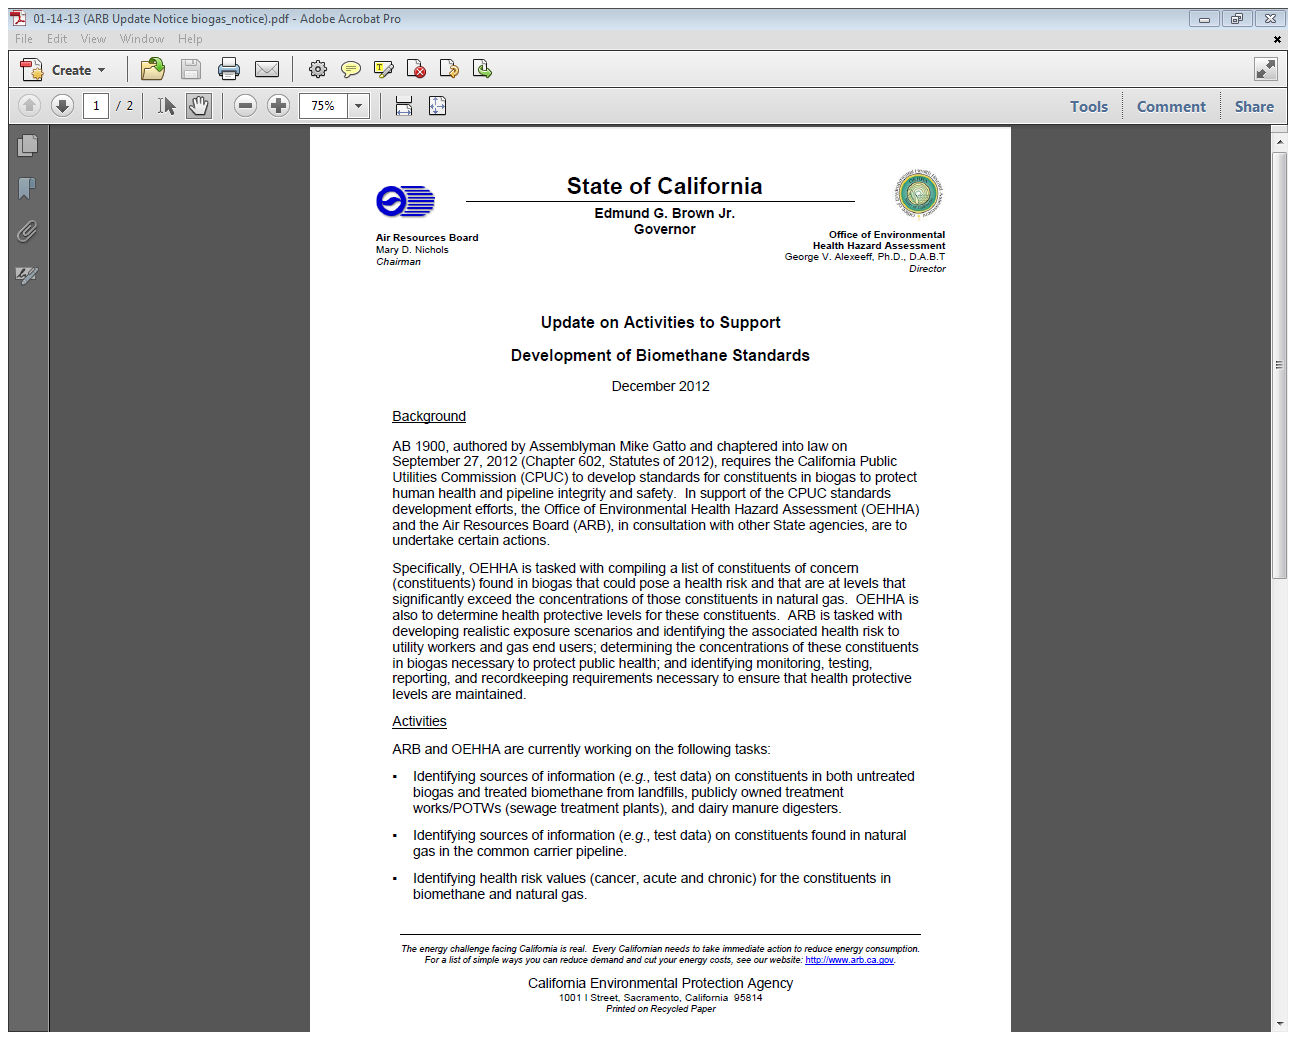 01-14-13 (ARB Update Notice biogas_notice).pdf - Adobe Acrobat Pro
File Edit View Window Help
Create
1 / 2 75% Tools Comment Share
State of California
Edmund G. Brown Jr.
Governor
Air Resources Board
Mary D. Nichols
Chairman
Office of Environmental
Health Hazard Assessment
George V. Alexeeff, Ph.D., D.A.B.T
Director
Update on Activities to Support
Development of Biomethane Standards
December 2012
Background
AB 1900, authored by Assemblyman Mike Gatto and chaptered into law on
September 27, 2012 (Chapter 602, Statutes of 2012), requires the California Public
Utilities Commission (CPUC) to develop standards for constituents in biogas to protect
human health and pipeline integrity and safety.  In support of the CPUC standards
development efforts, the Office of Environmental Health Hazard Assessment (OEHHA)
and the Air Resources Board (ARB), in consultation with other State agencies, are to
undertake certain actions.
Specifically, OEHHA is tasked with compiling a list of constituents of concern
(constituents) found in biogas that could pose a health risk and that are at levels that
significantly exceed the concentrations of those constituents in natural gas.  OEHHA is
also to determine health protective levels for these constituents.  ARB is tasked with
developing realistic exposure scenarios and identifying the associated health risk to
utility workers and gas end users; determining the concentrations of these constituents
in biogas necessary to protect public health; and identifying monitoring, testing,
reporting, and recordkeeping requirements necessary to ensure that health protective
levels are maintained.
Activities
ARB and OEHHA are currently working on the following tasks:
▪ Identifying sources of information (e.g., test data) on constituents in both untreated
biogas and treated biomethane from landfills, publicly owned treatment
works/POTWs (sewage treatment plants), and dairy manure digesters.
▪ Identifying sources of information (e.g., test data) on constituents found in natural
gas in the common carrier pipeline.
▪ Identifying health risk values (cancer, acute and chronic) for the constituents in
biomethane and natural gas.
The energy challenge facing California is real.  Every Californian needs to take immediate action to reduce energy consumption.
For a list of simple ways you can reduce demand and cut your energy costs, see our website: http://www.arb.ca.gov.
California Environmental Protection Agency
1001 I Street, Sacramento, California  95814
Printed on Recycled Paper